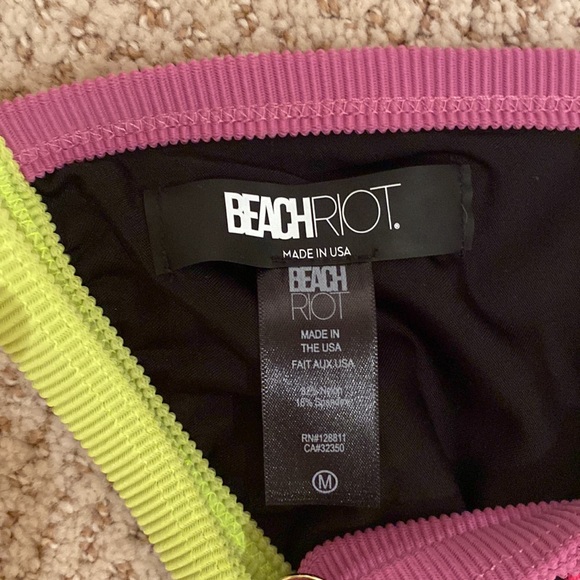 BEACHRIOT.®
MADE IN USA
BEACH
RIOT
MADE IN
THE USA
FAIT AUX USA
RN#128811
CA#32350
M